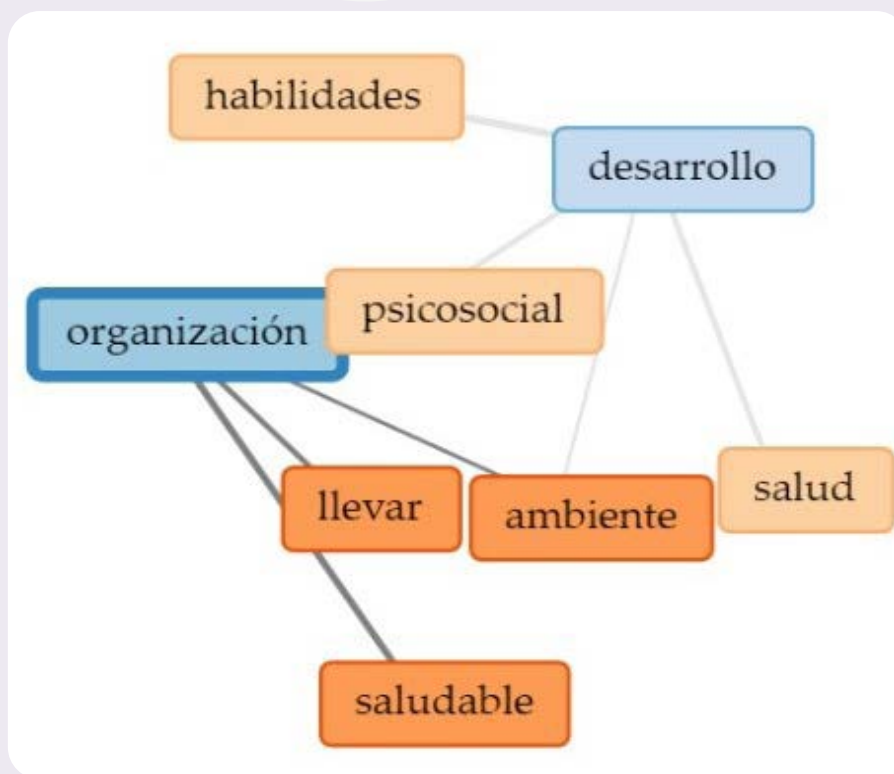 habilidades
desarrollo
psicosocial
organización
llevar
ambiente
salud
saludable